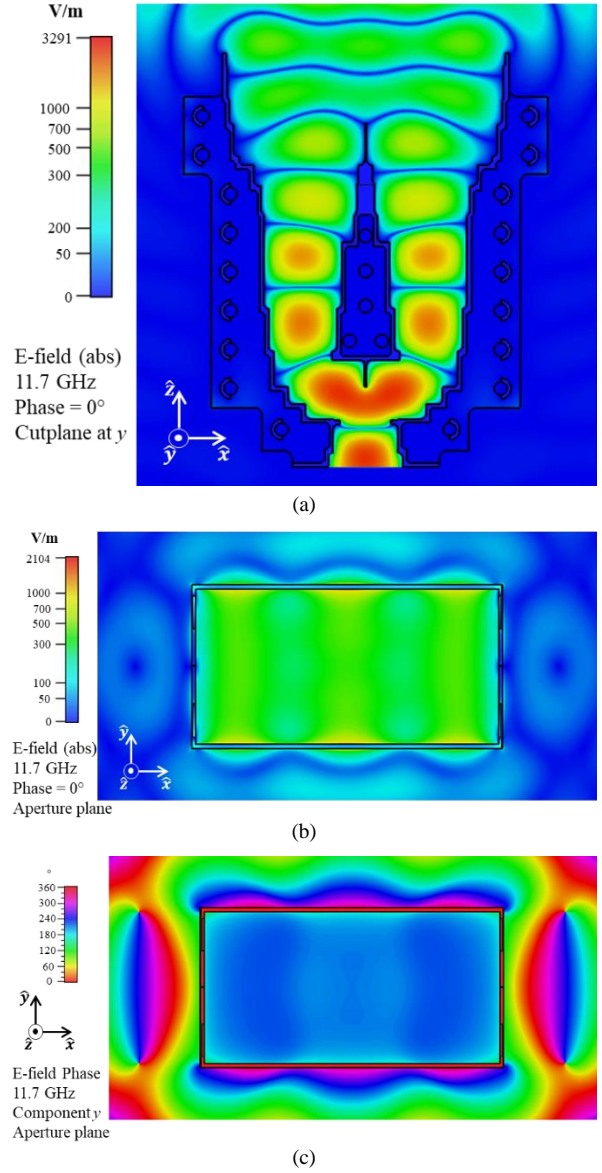 V/m
3291
1000
700
500
300
200
50
0
E-field (abs)
11.7 GHz
Phase = 0°
Cutplane at y
ẑ
ŷ
x̂
(a)
V/m
2104
1000
700
500
300
100
50
0
E-field (abs)
11.7 GHz
Phase = 0°
Aperture plane
ŷ
ẑ
x̂
(b)
°
360
300
240
180
120
60
0
ŷ
ẑ
x̂
E-field Phase
11.7 GHz
Component y
Aperture plane
(c)